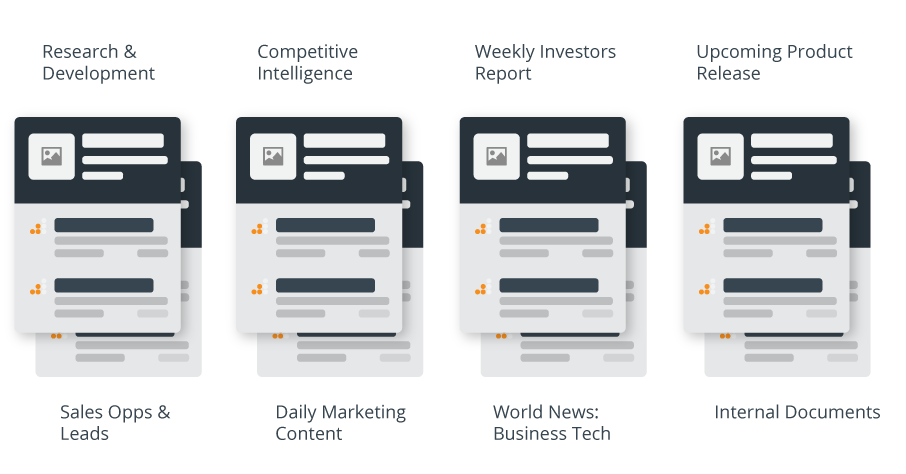 Research &
Development
Competitive
Intelligence
Weekly Investors
Report
Upcoming Product
Release
Sales Opps &
Leads
Daily Marketing
Content
World News:
Business Tech
Internal Documents